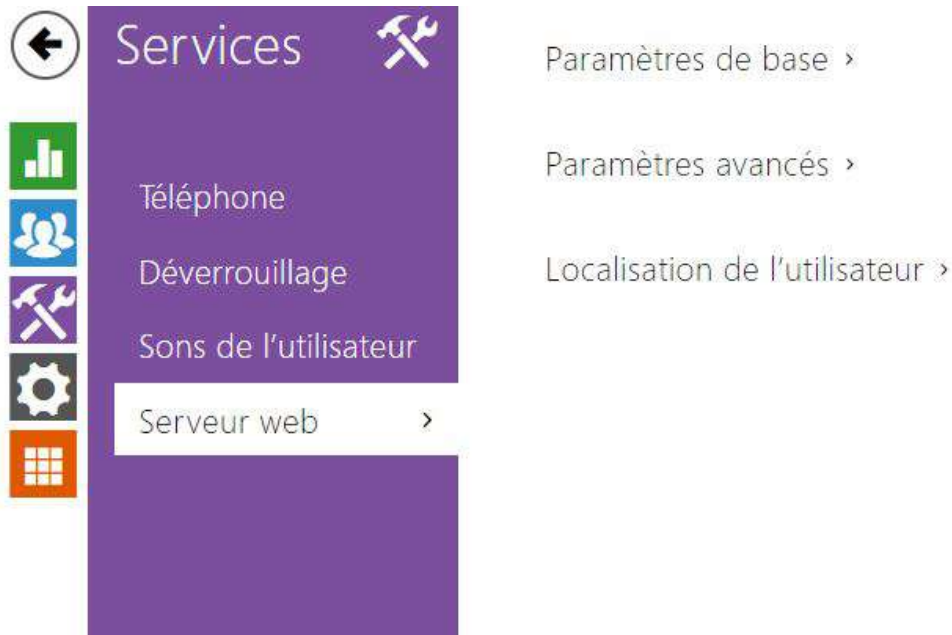 Services
Téléphone
Déverrouillage
Sons de l'utilisateur
Serveur web ›
Paramètres de base ›
Paramètres avancés ›
Localisation de l'utilisateur ›